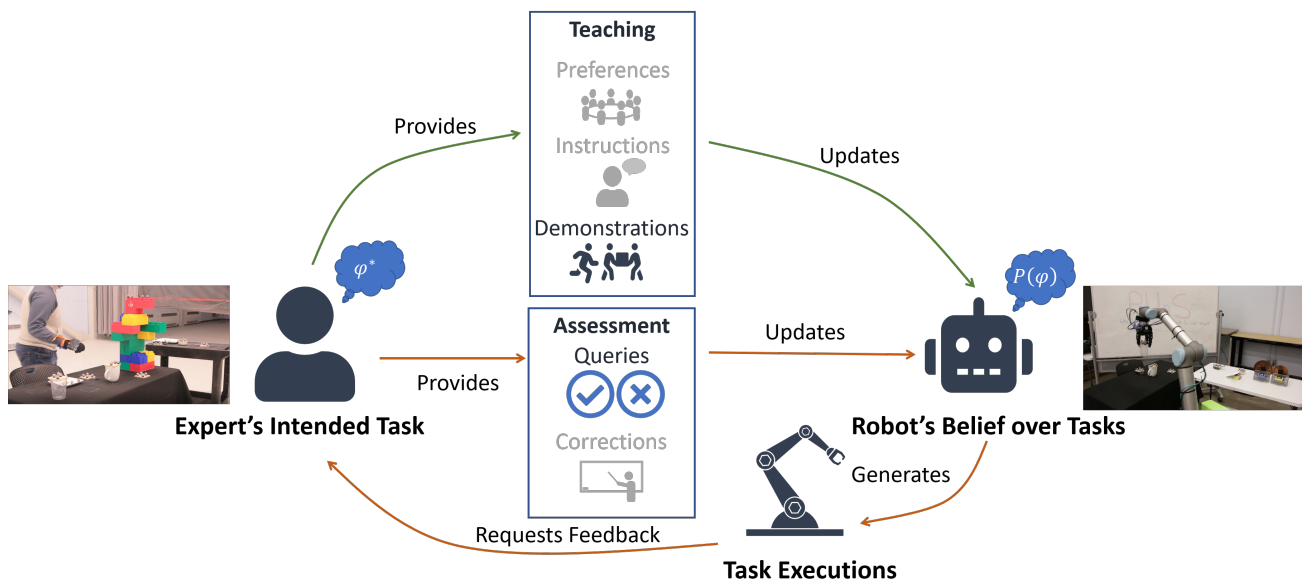 Teaching
Preferences
Instructions
Demonstrations
Provides
Updates
φ*
P(φ)
Assessment
Queries
Corrections
Provides
Updates
Expert's Intended Task
Robot's Belief over Tasks
Generates
Requests Feedback
Task Executions